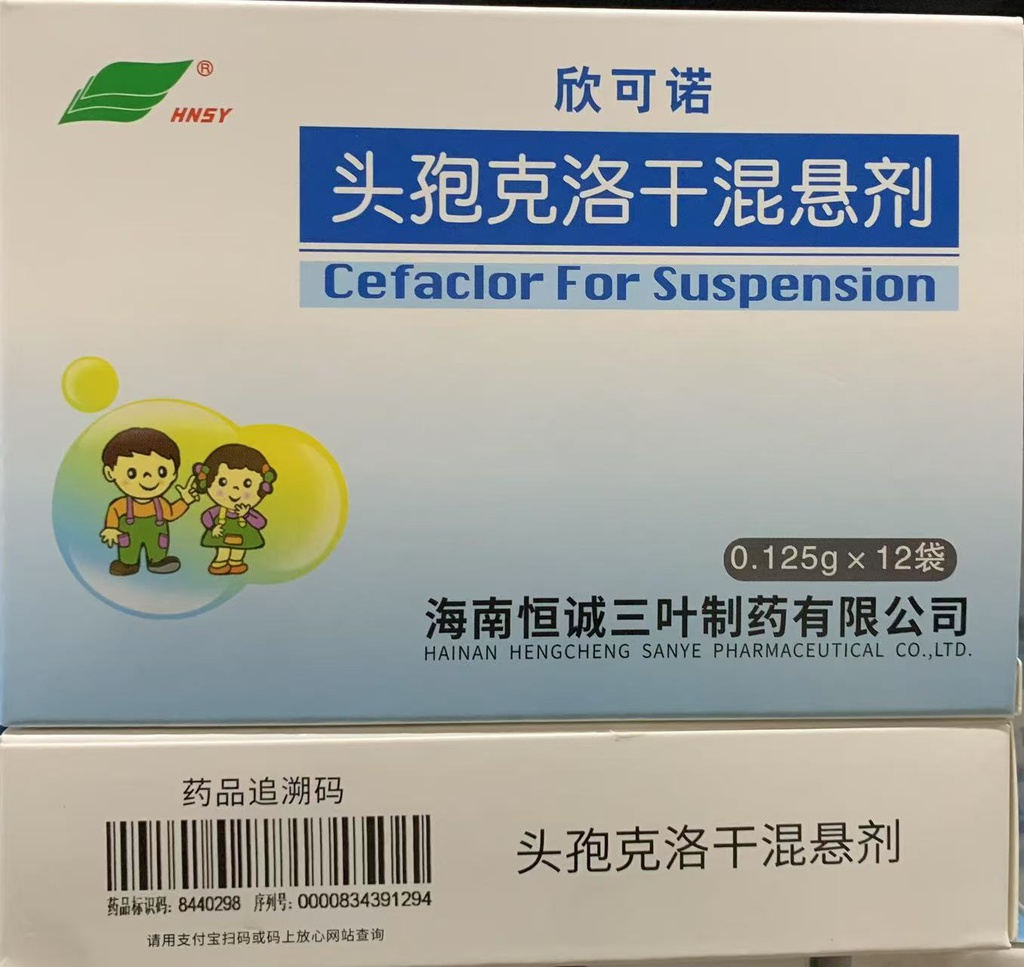 ®
HNSY
欣可诺
头孢克洛干混悬剂
Cefaclor For Suspension
0.125g×12袋
海南恒诚三叶制药有限公司
HAINAN HENGCHENG SANYE PHARMACEUTICAL CO.,LTD.
药品追溯码
药品标识码: 8440298 序列号: 0000834391294
请用支付宝扫码或码上放心网站查询
头孢克洛干混悬剂